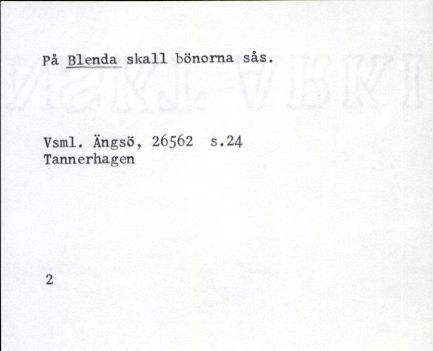 På Blenda skall bönorna sås.
Vsml. Ängsö, 26562 s.24
Tannerhagen
2